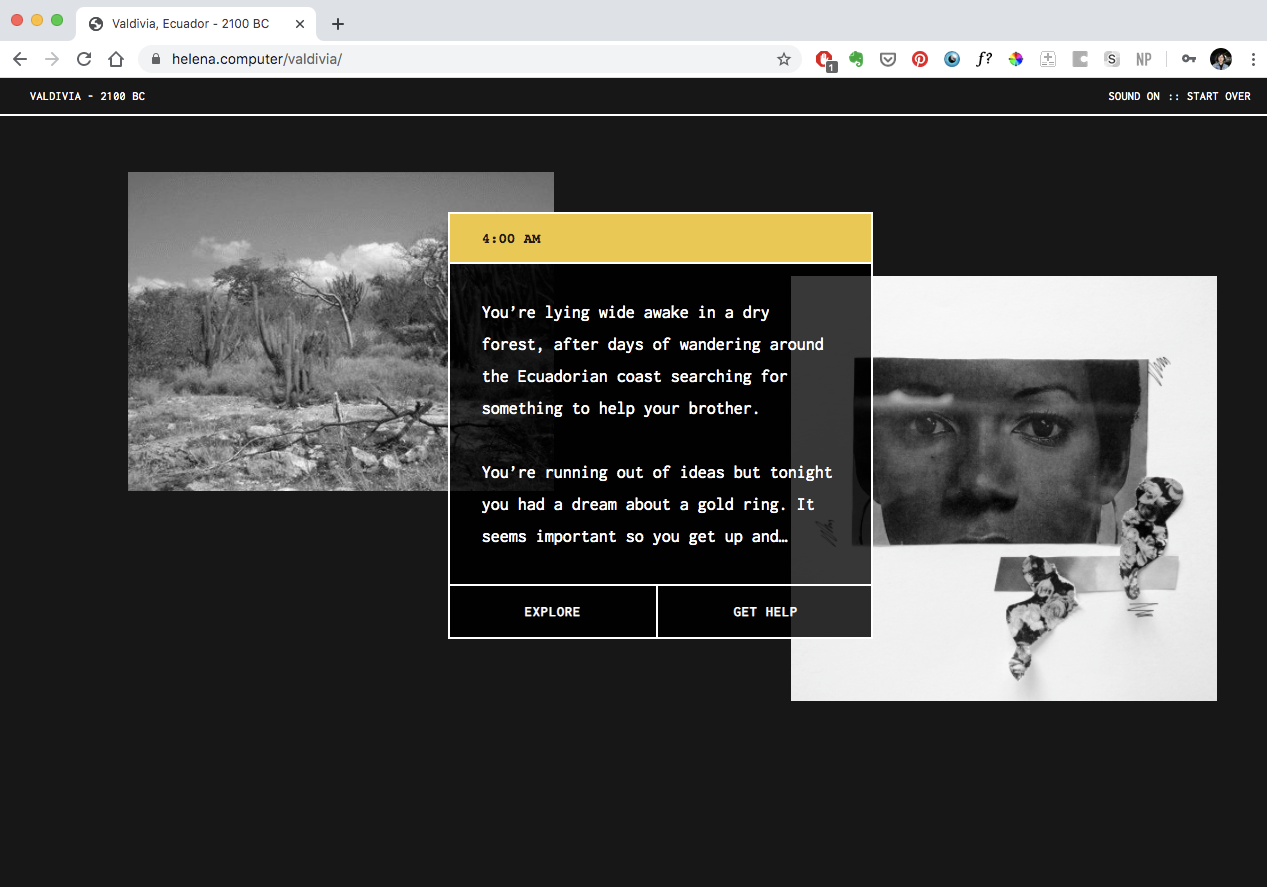 Valdivia, Ecuador - 2100 BC
helena.computer/valdivia/
1
f?
S
NP
VALDIVIA - 2100 BC
SOUND ON :: START OVER
4:00 AM
You’re lying wide awake in a dry
forest, after days of wandering around
the Ecuadorian coast searching for
something to help your brother.
You’re running out of ideas but tonight
you had a dream about a gold ring. It
seems important so you get up and…
EXPLORE
GET HELP